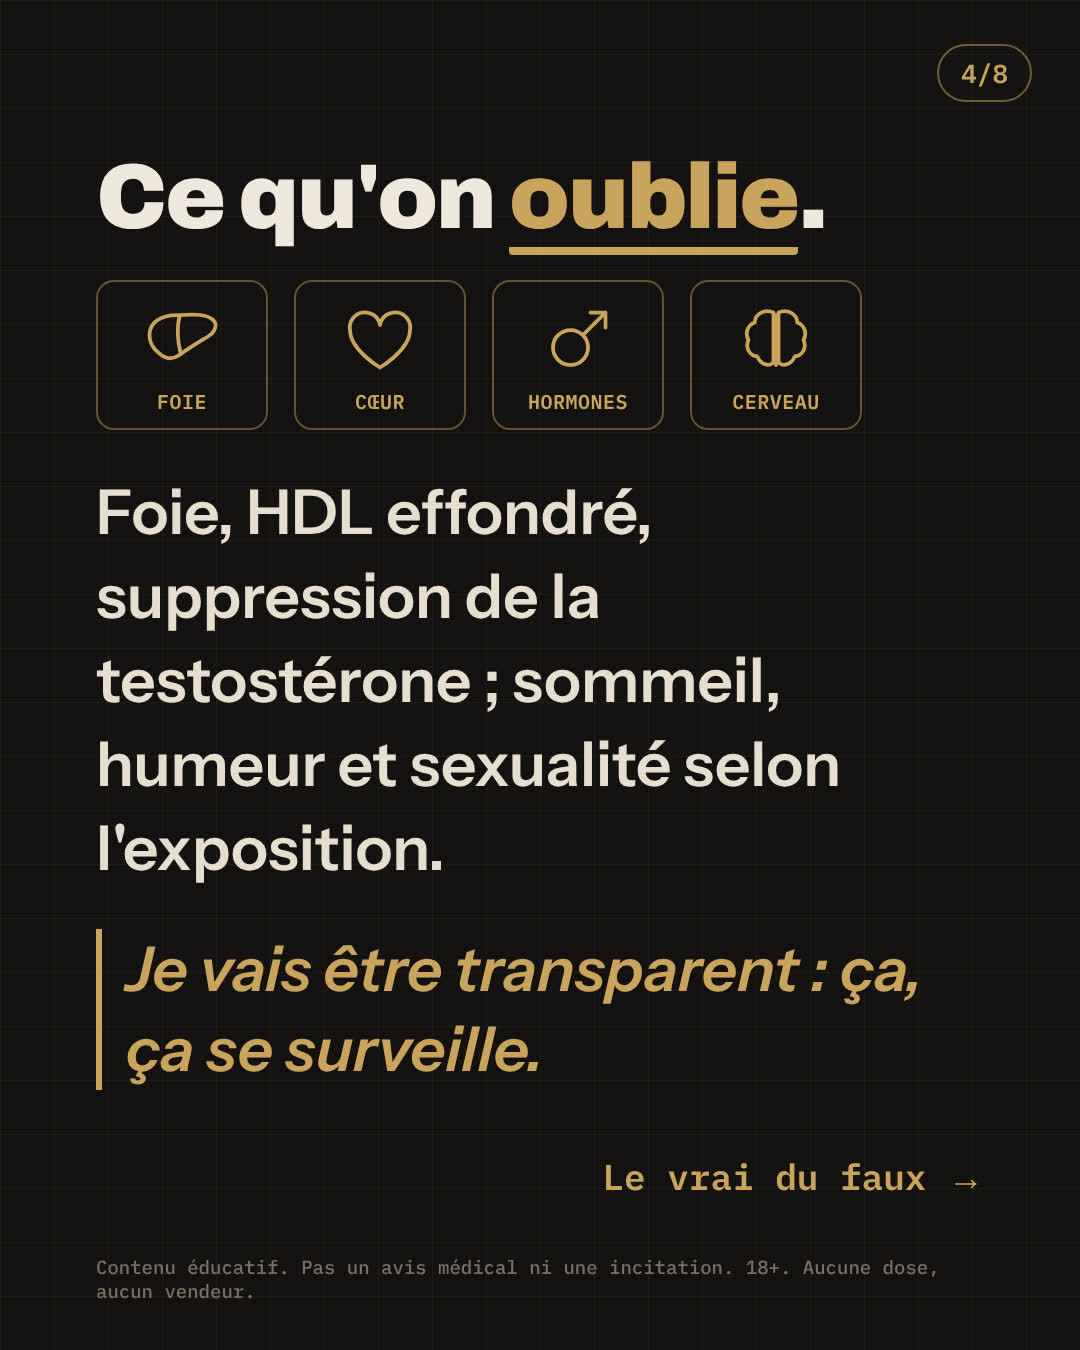 4/8
Ce qu'on oublie.
FOIE
CŒUR
HORMONES
CERVEAU
Foie, HDL effondré,
suppression de la
testostérone ; sommeil,
humeur et sexualité selon
l'exposition.
Je vais être transparent : ça,
ça se surveille.
Le vrai du faux →
Contenu éducatif. Pas un avis médical ni une incitation. 18+. Aucune dose,
aucun vendeur.